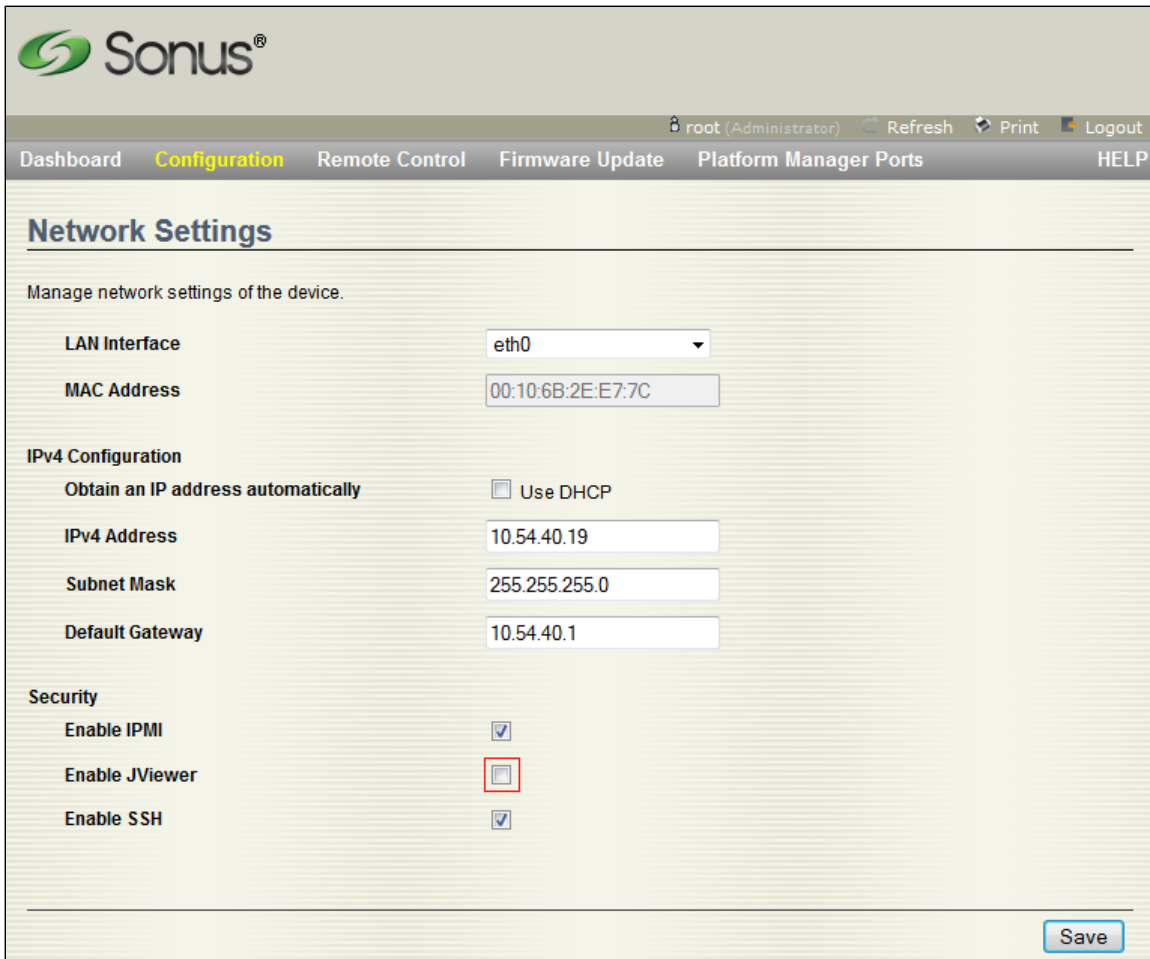 Sonus®
root (Administrator) Refresh Print Logout
Dashboard Configuration Remote Control Firmware Update Platform Manager Ports HELP
Network Settings
Manage network settings of the device.
LAN Interface eth0
MAC Address 00:10:6B:2E:E7:7C
IPv4 Configuration
Obtain an IP address automatically Use DHCP
IPv4 Address 10.54.40.19
Subnet Mask 255.255.255.0
Default Gateway 10.54.40.1
Security
Enable IPMI
Enable JViewer
Enable SSH
Save